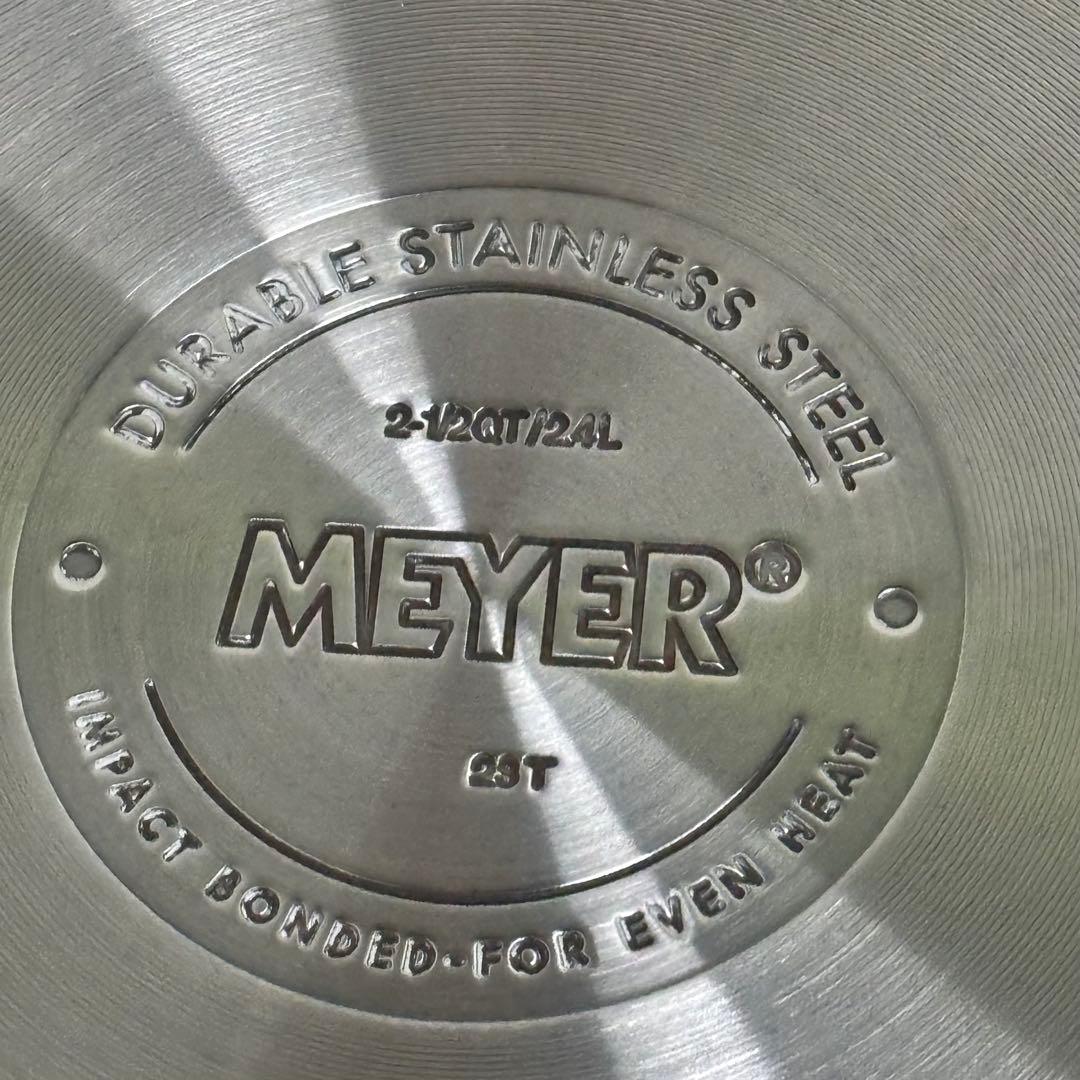 DURABLE STAINLESS STEEL
2-1/2QT/2.4L
MEYER®
23T
IMPACT BONDED-FOR EVEN HEAT